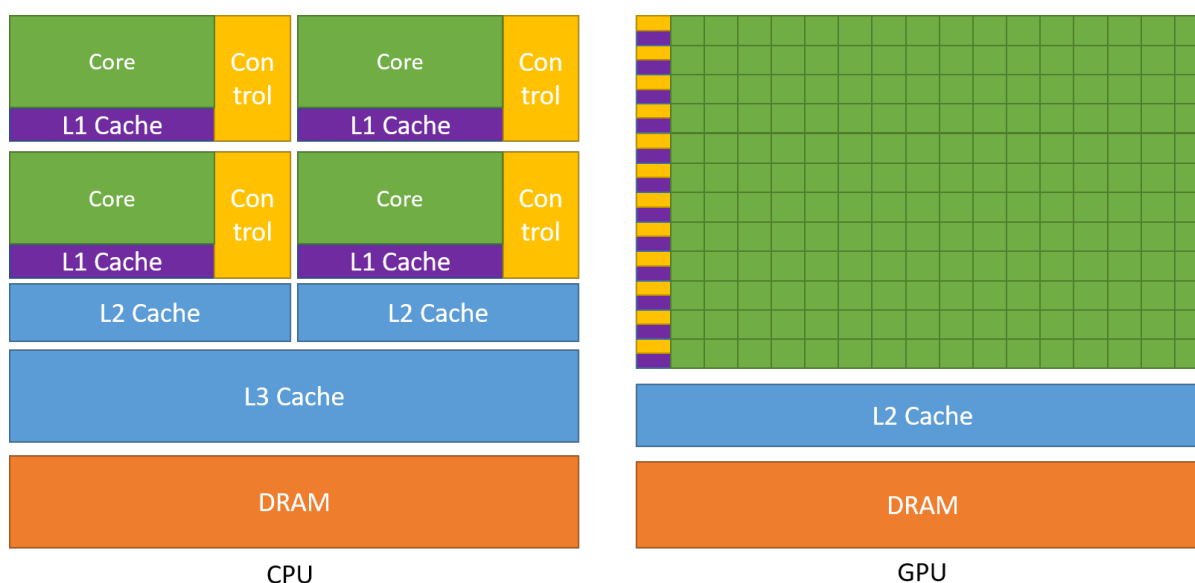 Core
Con
trol
Core
Con
trol
L1 Cache
L1 Cache
Core
Con
trol
Core
Con
trol
L1 Cache
L1 Cache
L2 Cache
L2 Cache
L3 Cache
DRAM
CPU
L2 Cache
DRAM
GPU